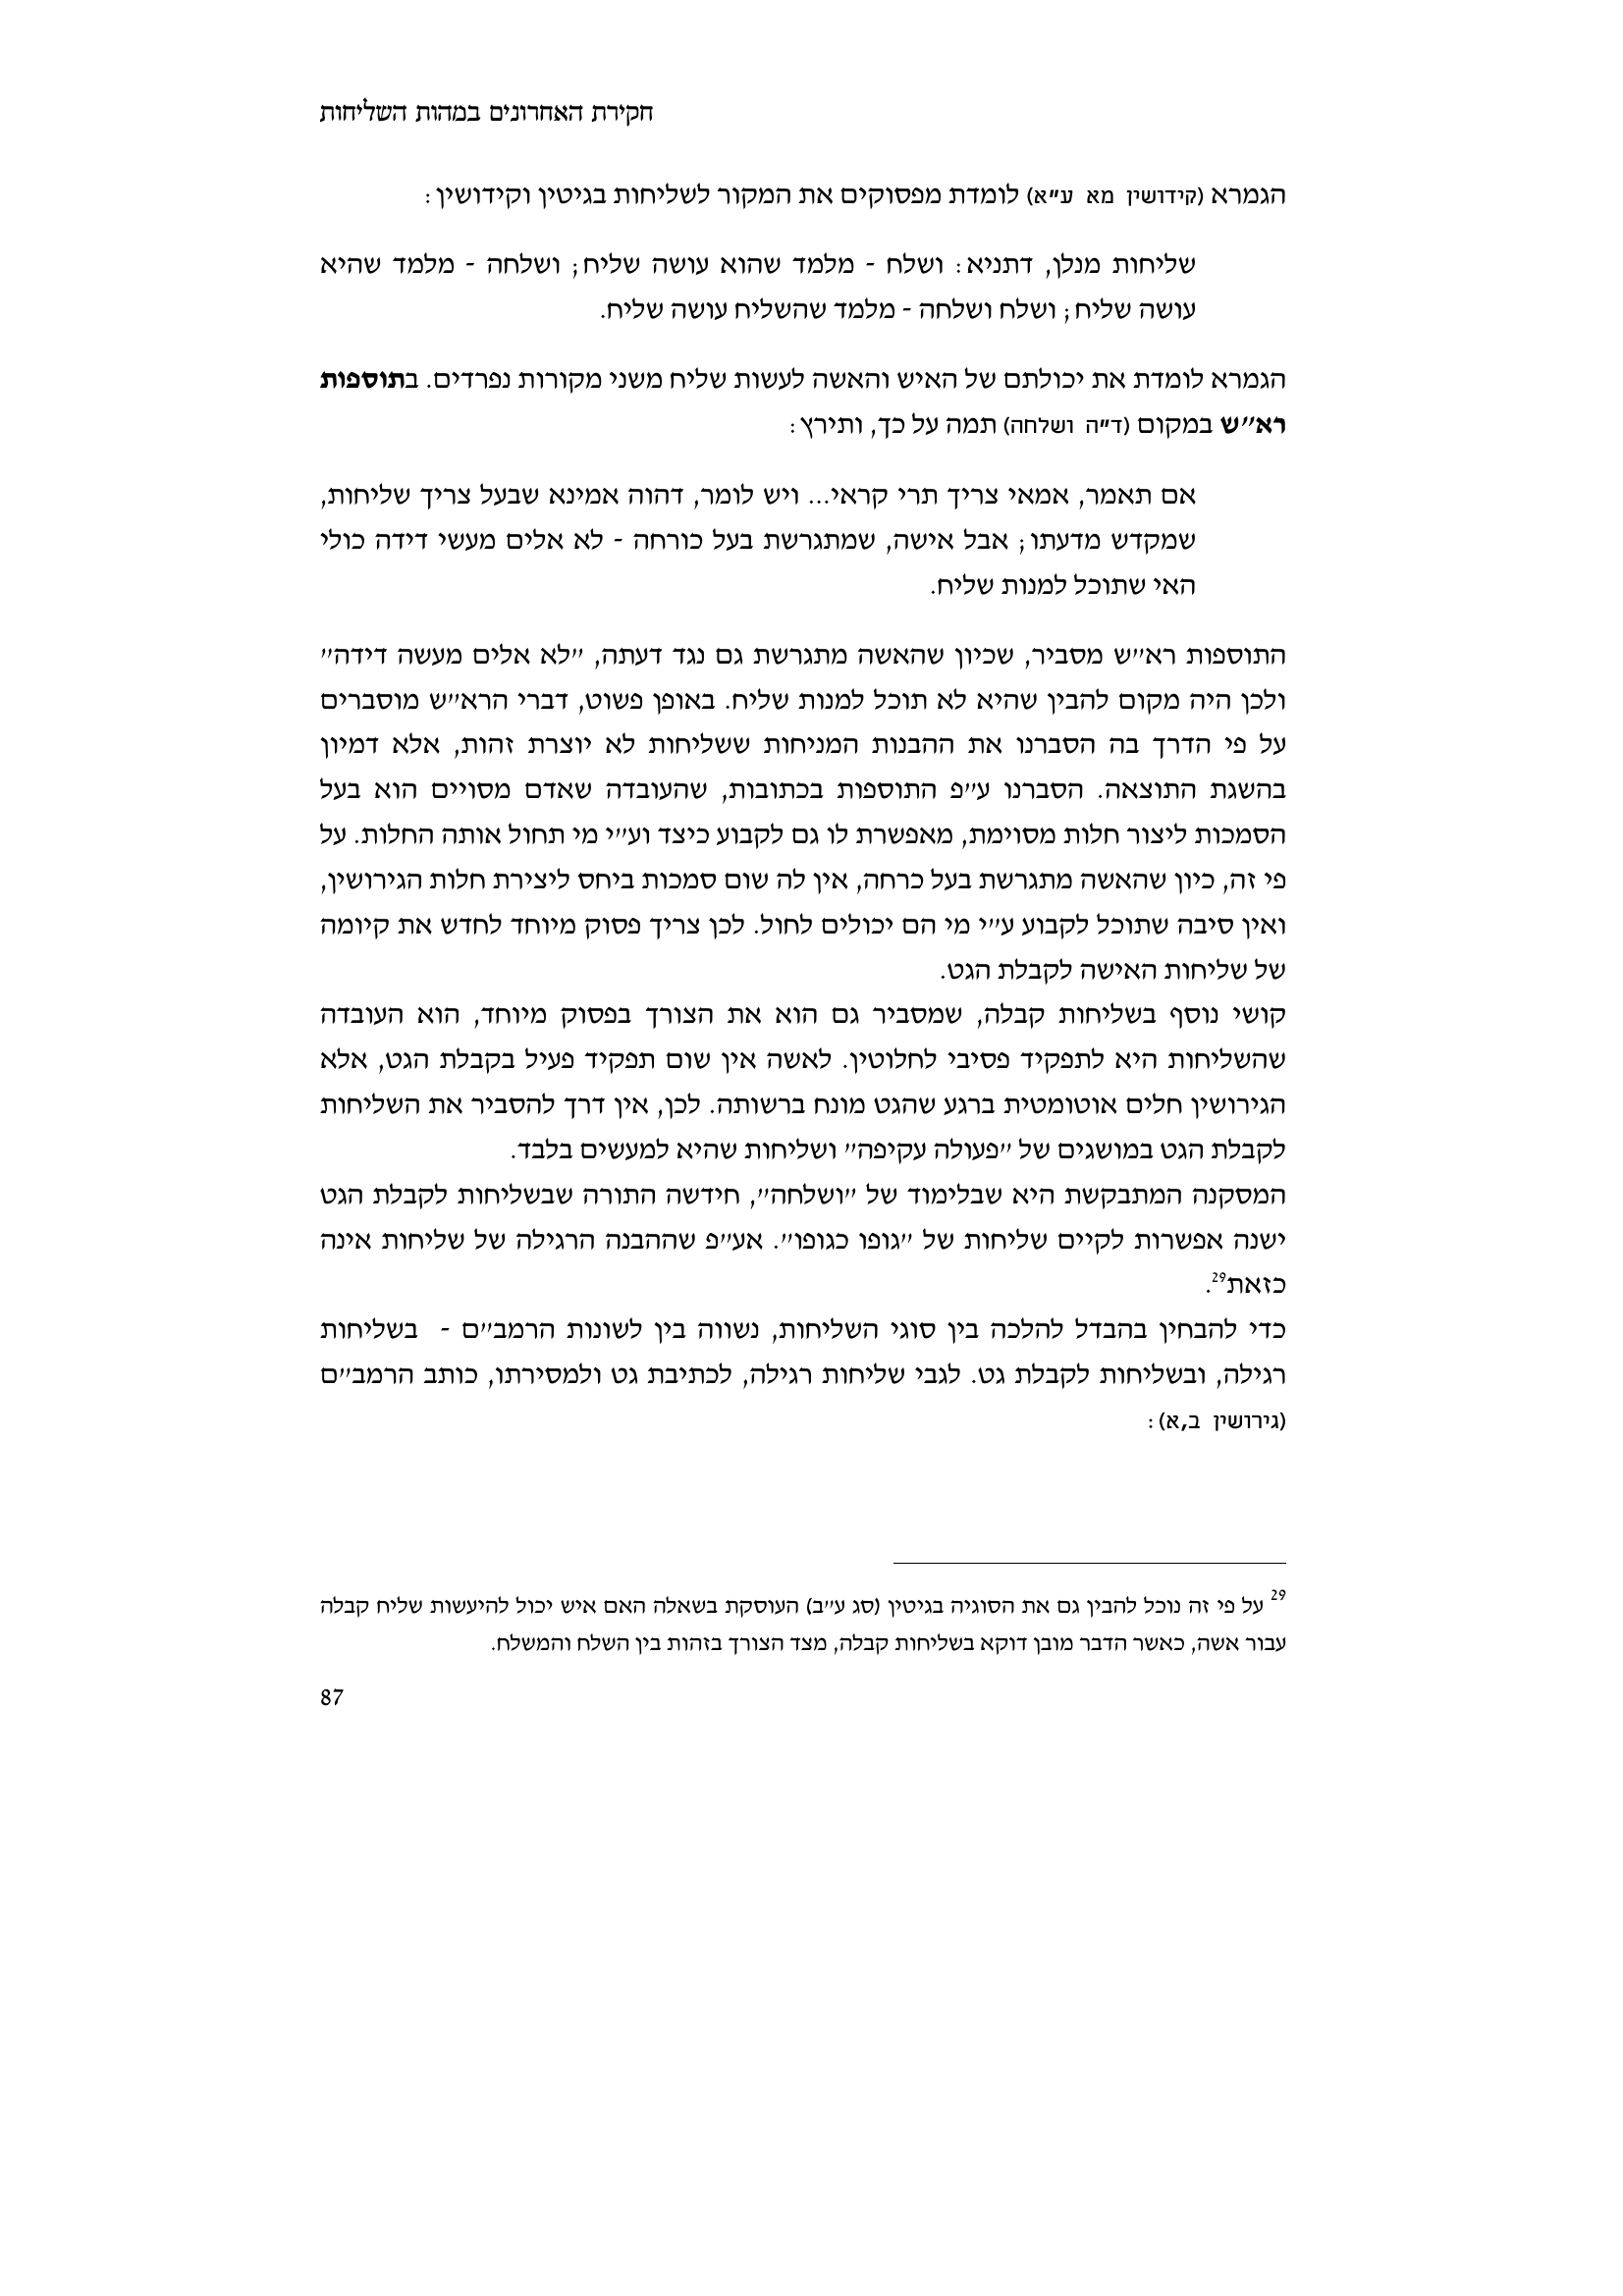 חקירת האחרונים במהות השליחות
הגמרא (קידושין מא ע"א) לומדת מפסוקים את המקור לשליחות בגיטין וקידושין:
שליחות מנלן, דתניא: ושלח - מלמד שהוא עושה שליח; ושלחה - מלמד שהיא
עושה שליח; ושלח ושלחה - מלמד שהשליח עושה שליח.
הגמרא לומדת את יכולתם של האיש והאשה לעשות שליח משני מקורות נפרדים. בתוספות
רא"ש במקום (ד"ה ושלחה) תמה על כך, ותירץ:
אם תאמר, אמאי צריך תרי קראי... ויש לומר, דהוה אמינא שבעל צריך שליחות,
שמקדש מדעתו; אבל אישה, שמתגרשת בעל כורחה - לא אלים מעשי דידה כולי
האי שתוכל למנות שליח.
התוספות רא"ש מסביר, שכיון שהאשה מתגרשת גם נגד דעתה, "לא אלים מעשה דידה"
ולכן היה מקום להבין שהיא לא תוכל למנות שליח. באופן פשוט, דברי הרא"ש מוסברים
על פי הדרך בה הסברנו את ההבנות המניחות ששליחות לא יוצרת זהות, אלא דמיון
בהשגת התוצאה. הסברנו ע"פ התוספות בכתובות, שהעובדה שאדם מסויים הוא בעל
הסמכות ליצור חלות מסוימת, מאפשרת לו גם לקבוע כיצד וע"י מי תחול אותה החלות. על
פי זה, כיון שהאשה מתגרשת בעל כרחה, אין לה שום סמכות ביחס ליצירת חלות הגירושין,
ואין סיבה שתוכל לקבוע ע"י מי הם יכולים לחול. לכן צריך פסוק מיוחד לחדש את קיומה
של שליחות האישה לקבלת הגט.
קושי נוסף בשליחות קבלה, שמסביר גם הוא את הצורך בפסוק מיוחד, הוא העובדה
שהשליחות היא לתפקיד פסיבי לחלוטין. לאשה אין שום תפקיד פעיל בקבלת הגט, אלא
הגירושין חלים אוטומטית ברגע שהגט מונח ברשותה. לכן, אין דרך להסביר את השליחות
לקבלת הגט במושגים של "פעולה עקיפה" ושליחות שהיא למעשים בלבד.
המסקנה המתבקשת היא שבלימוד של "ושלחה", חידשה התורה שבשליחות לקבלת הגט
ישנה אפשרות לקיים שליחות של "גופו כגופו". אע"פ שההבנה הרגילה של שליחות אינה
כזאת29.
כדי להבחין בהבדל להלכה בין סוגי השליחות, נשווה בין לשונות הרמב"ם - בשליחות
רגילה, ובשליחות לקבלת גט. לגבי שליחות רגילה, לכתיבת גט ולמסירתו, כותב הרמב"ם
(גירושין ב,א):
29 על פי זה נוכל להבין גם את הסוגיה בגיטין (סג ע"ב) העוסקת בשאלה האם איש יכול להיעשות שליח קבלה
עבור אשה, כאשר הדבר מובן דוקא בשליחות קבלה, מצד הצורך בזהות בין השלח והמשלח.
87